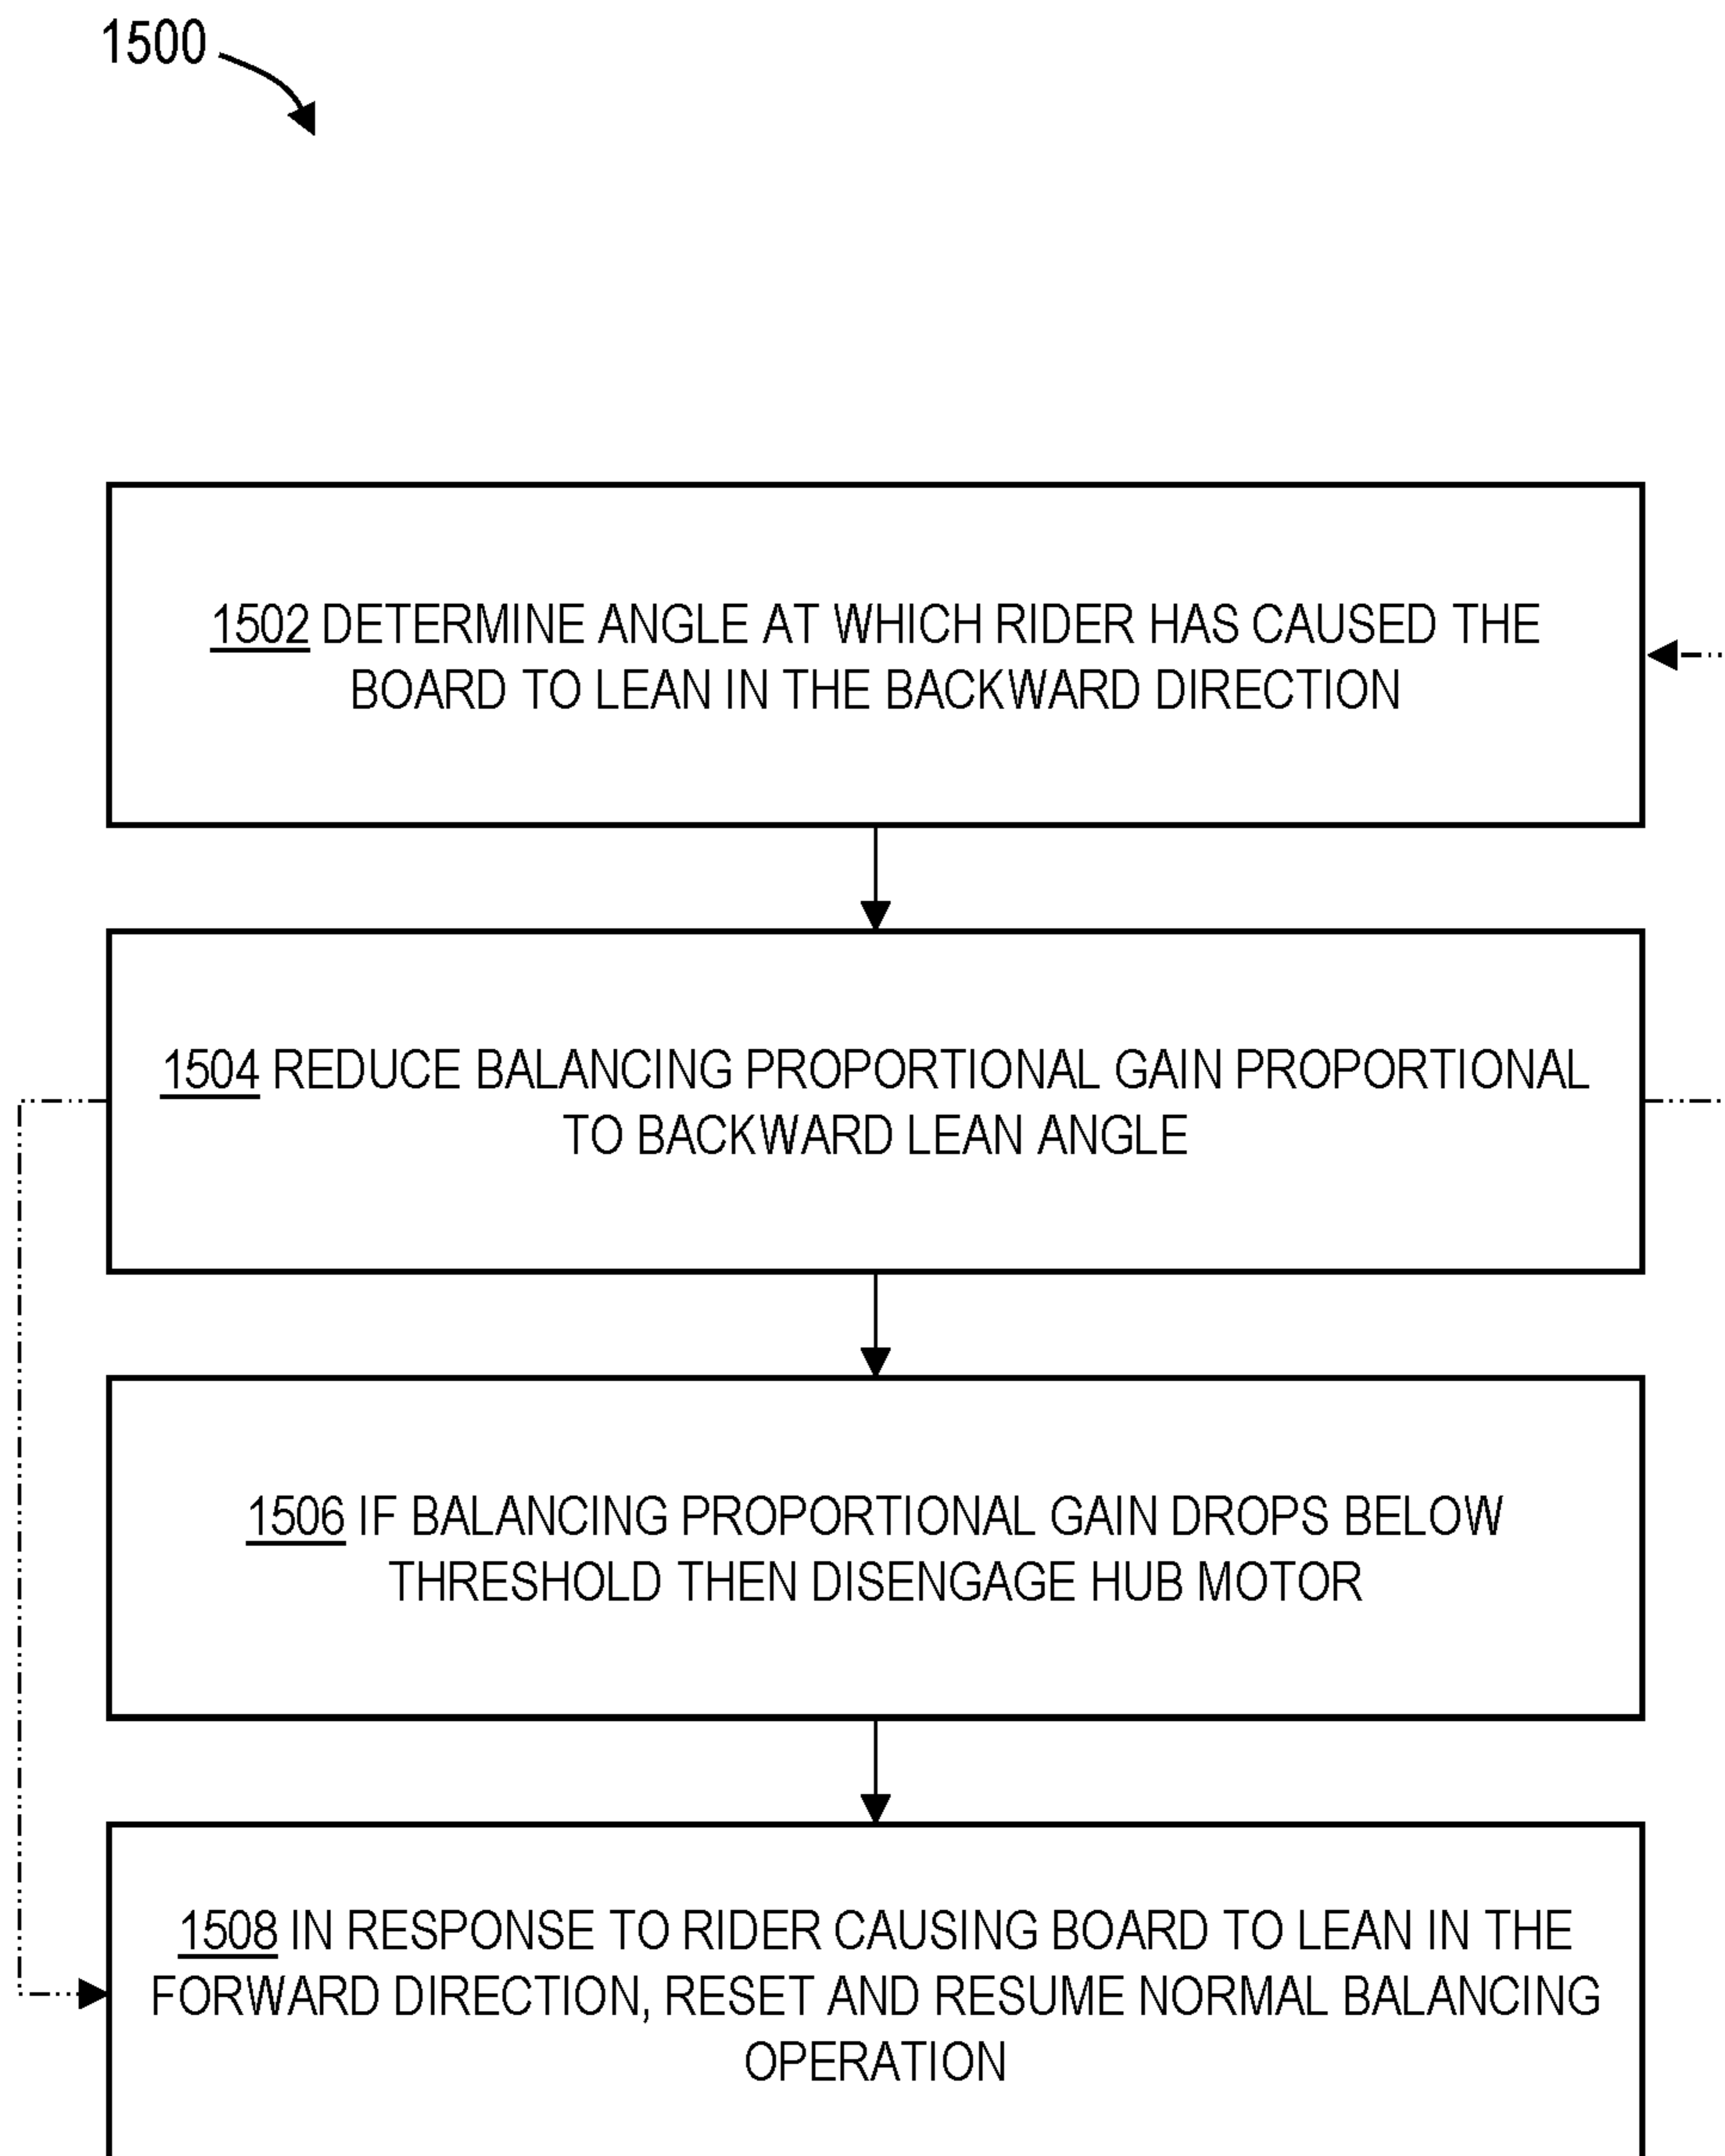 1500
1502 DETERMINE ANGLE AT WHICH RIDER HAS CAUSED THE
BOARD TO LEAN IN THE BACKWARD DIRECTION
1504 REDUCE BALANCING PROPORTIONAL GAIN PROPORTIONAL
TO BACKWARD LEAN ANGLE
1506 IF BALANCING PROPORTIONAL GAIN DROPS BELOW
THRESHOLD THEN DISENGAGE HUB MOTOR
1508 IN RESPONSE TO RIDER CAUSING BOARD TO LEAN IN THE
FORWARD DIRECTION, RESET AND RESUME NORMAL BALANCING
OPERATION